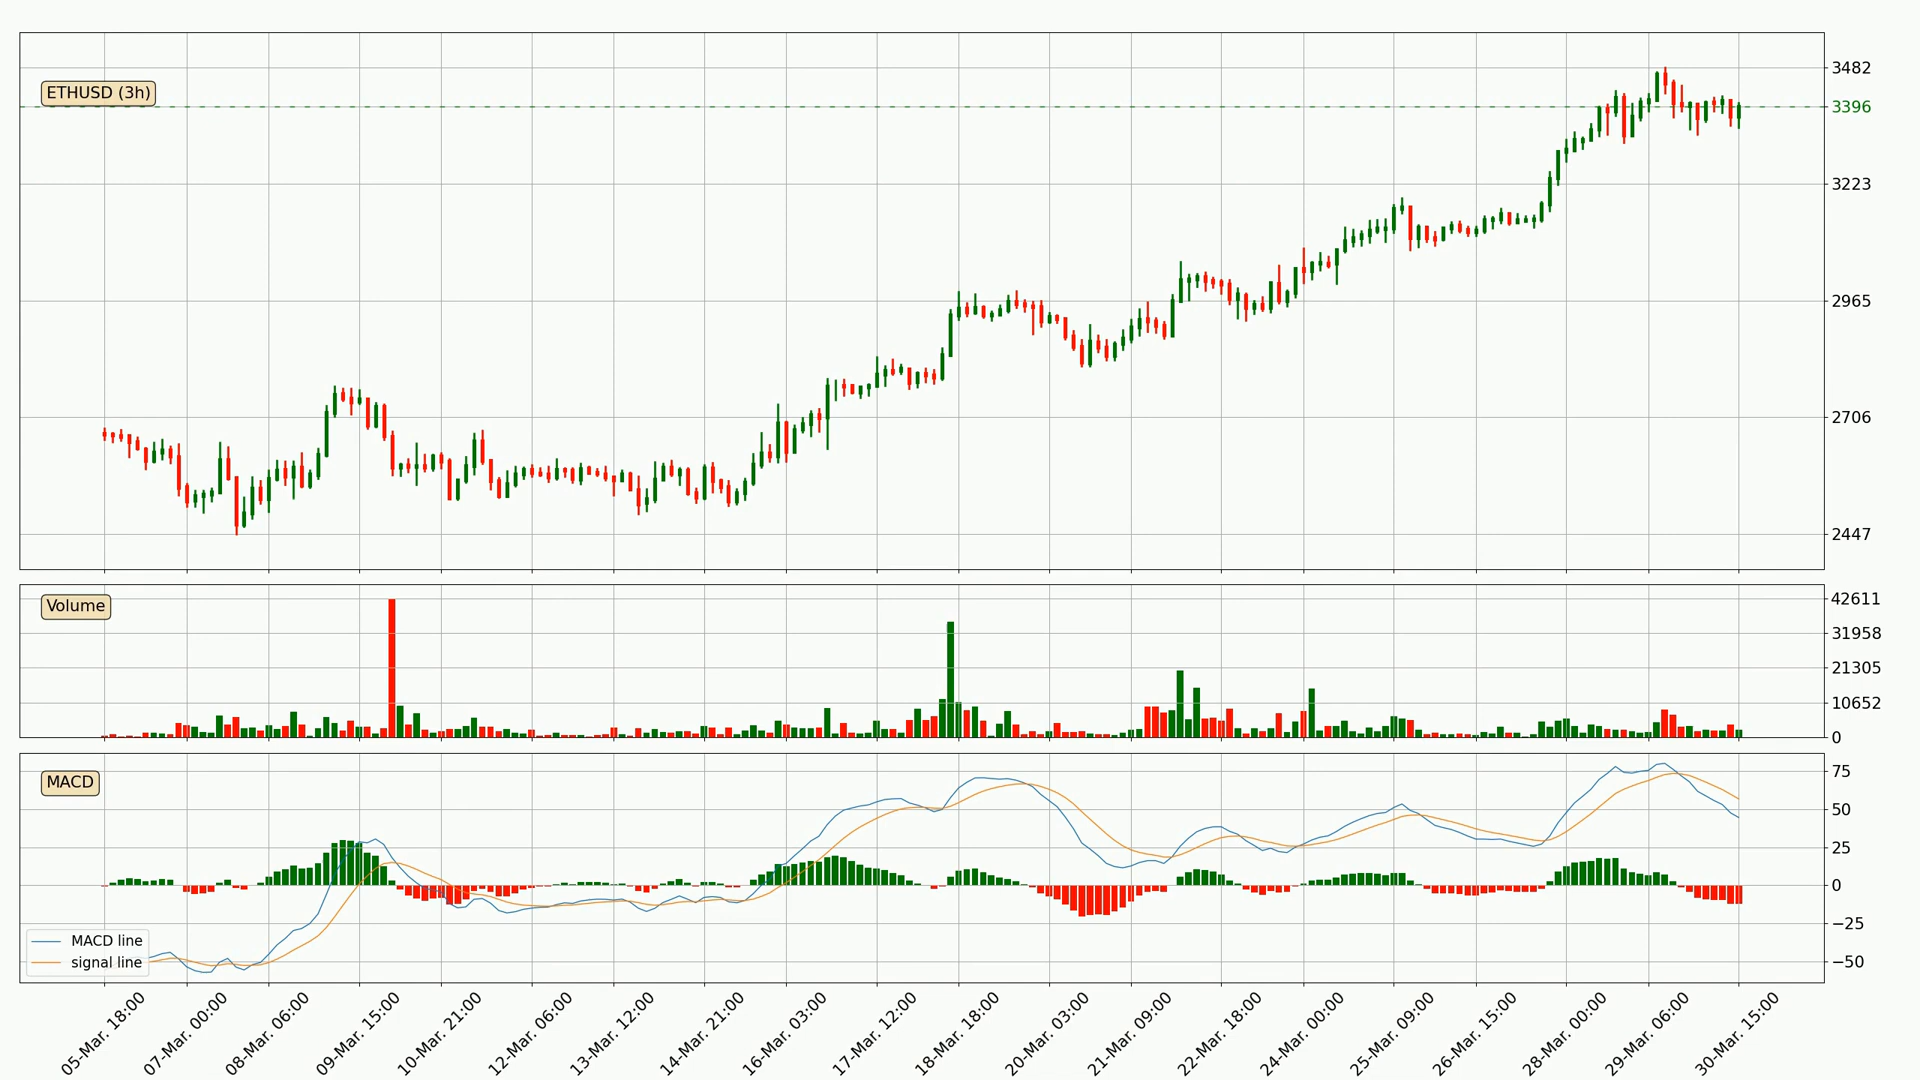 ETHUSD (3h)
3482
3396
3223
2965
2706
2447
Volume
42611
31958
21305
10652
0
MACD
75
50
25
0
−25
−50
MACD line
signal line
05-Mar. 18:00
07-Mar. 00:00
08-Mar. 06:00
09-Mar. 15:00
10-Mar. 21:00
12-Mar. 06:00
13-Mar. 12:00
14-Mar. 21:00
16-Mar. 03:00
17-Mar. 12:00
18-Mar. 18:00
20-Mar. 03:00
21-Mar. 09:00
22-Mar. 18:00
24-Mar. 00:00
25-Mar. 09:00
26-Mar. 15:00
28-Mar. 00:00
29-Mar. 06:00
30-Mar. 15:00